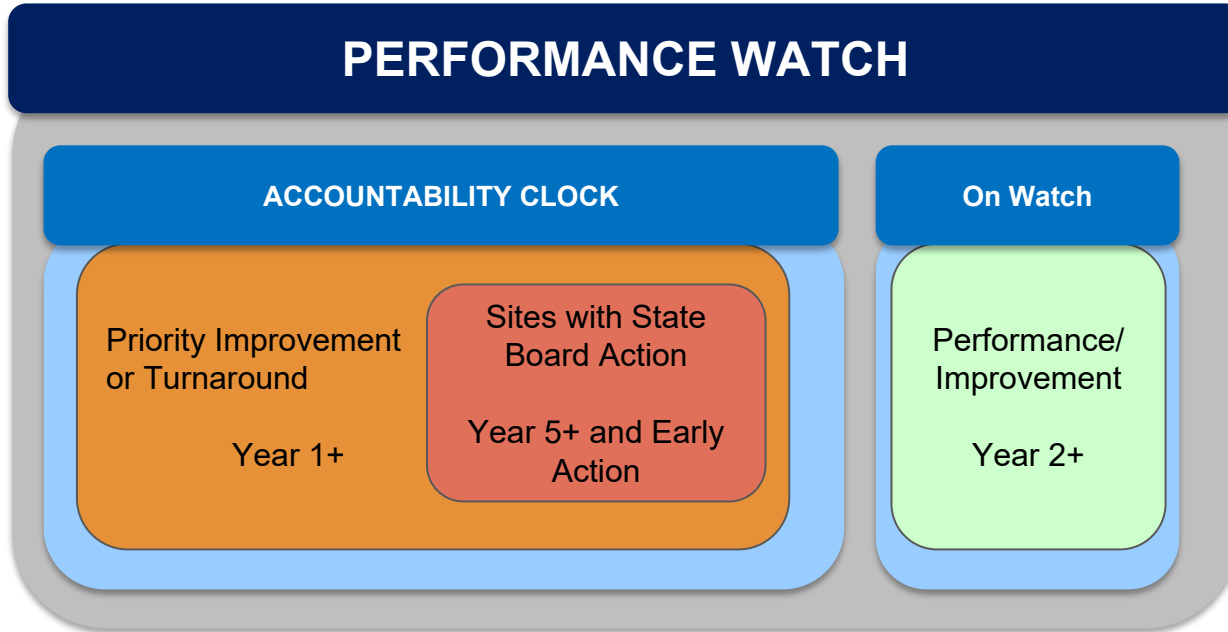 PERFORMANCE WATCH
ACCOUNTABILITY CLOCK
On Watch
Priority Improvement
or Turnaround
Year 1+
Sites with State
Board Action
Year 5+ and Early
Action
Performance/
Improvement
Year 2+